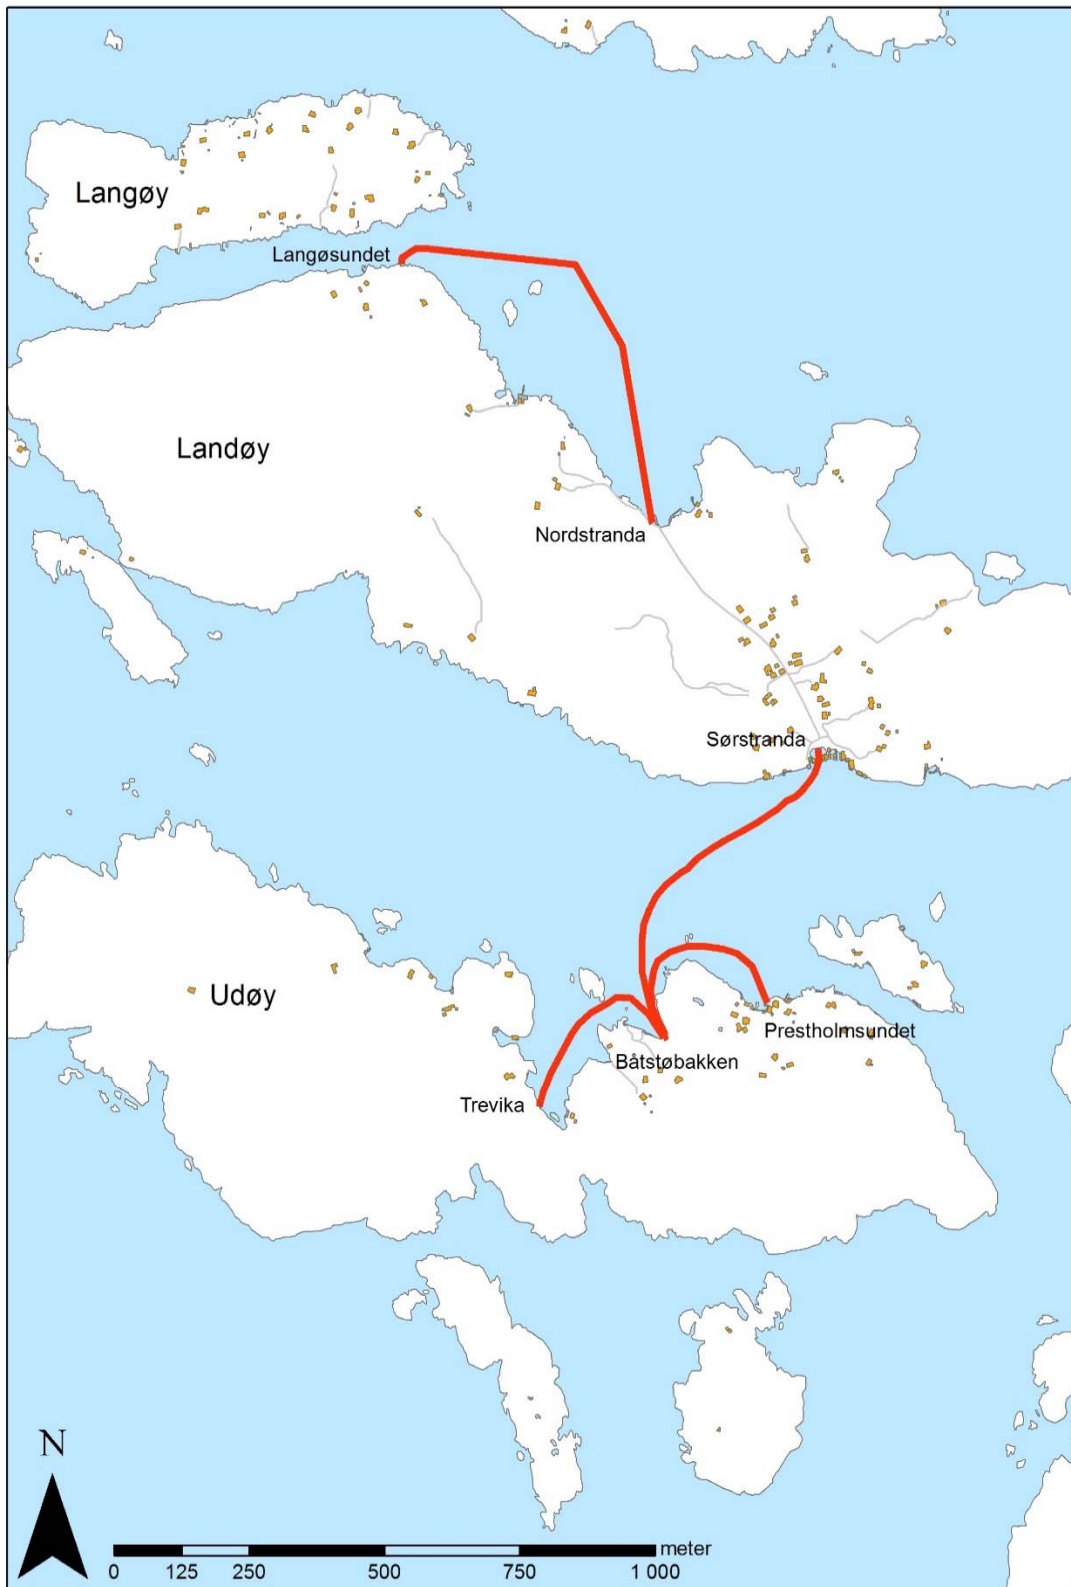 Langøy
Langøsundet
Landøy
Nordstranda
Sørstranda
Udøy
Prestholmsundet
Båtstøbakken
Trevika
N
meter
0 125 250 500 750 1 000